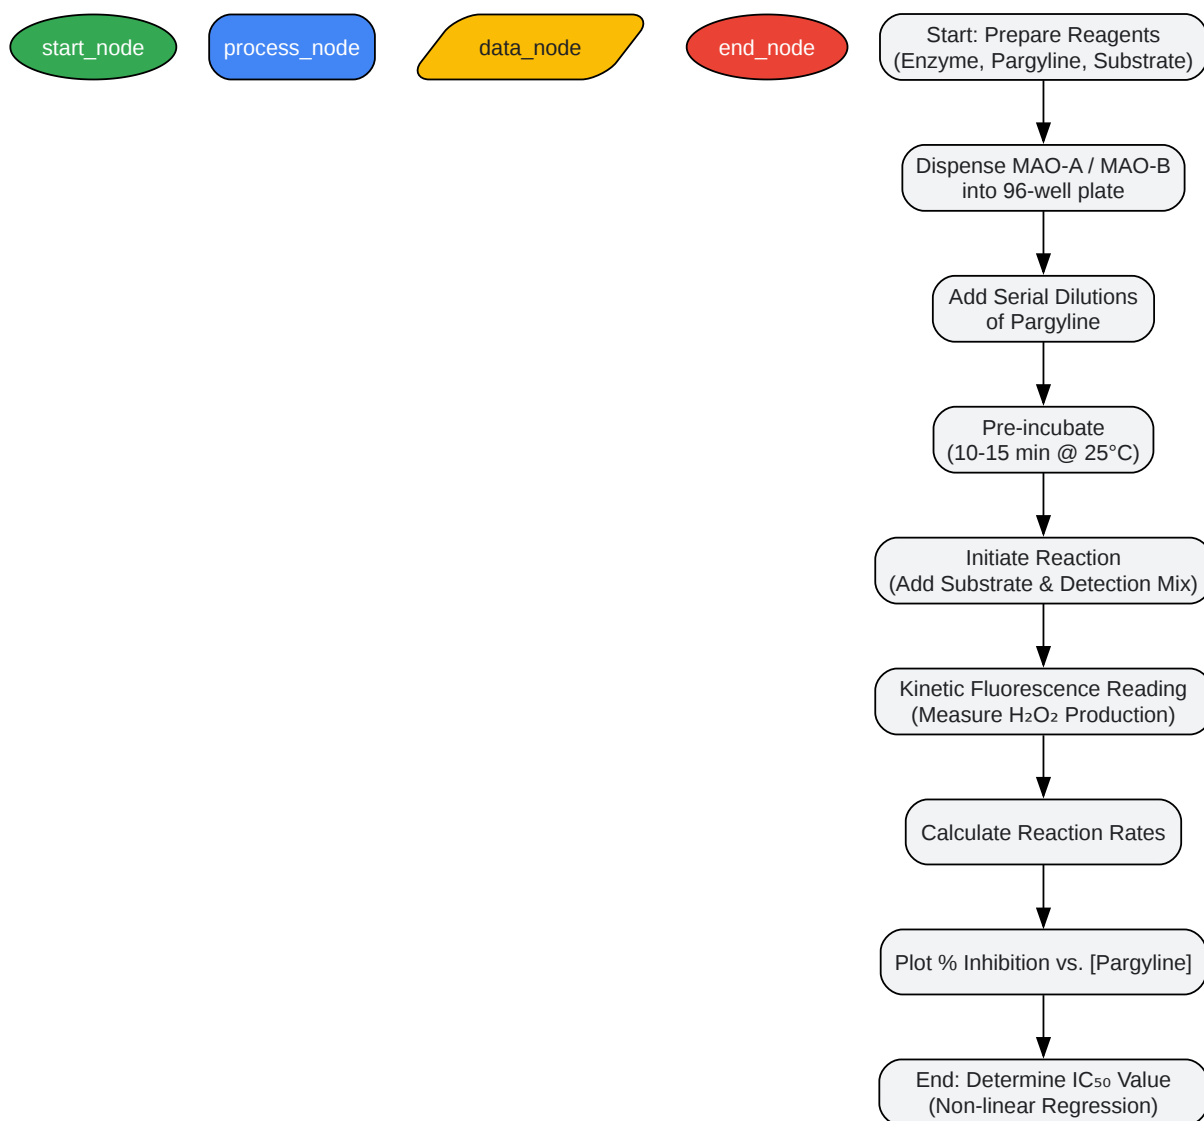 start_node
process_node
data_node
end_node
Start: Prepare Reagents
(Enzyme, Pargyline, Substrate)
Dispense MAO-A / MAO-B
into 96-well plate
Add Serial Dilutions
of Pargyline
Pre-incubate
(10-15 min @ 25°C)
Initiate Reaction
(Add Substrate & Detection Mix)
Kinetic Fluorescence Reading
(Measure H₂O₂ Production)
Calculate Reaction Rates
Plot % Inhibition vs. [Pargyline]
End: Determine IC₅₀ Value
(Non-linear Regression)